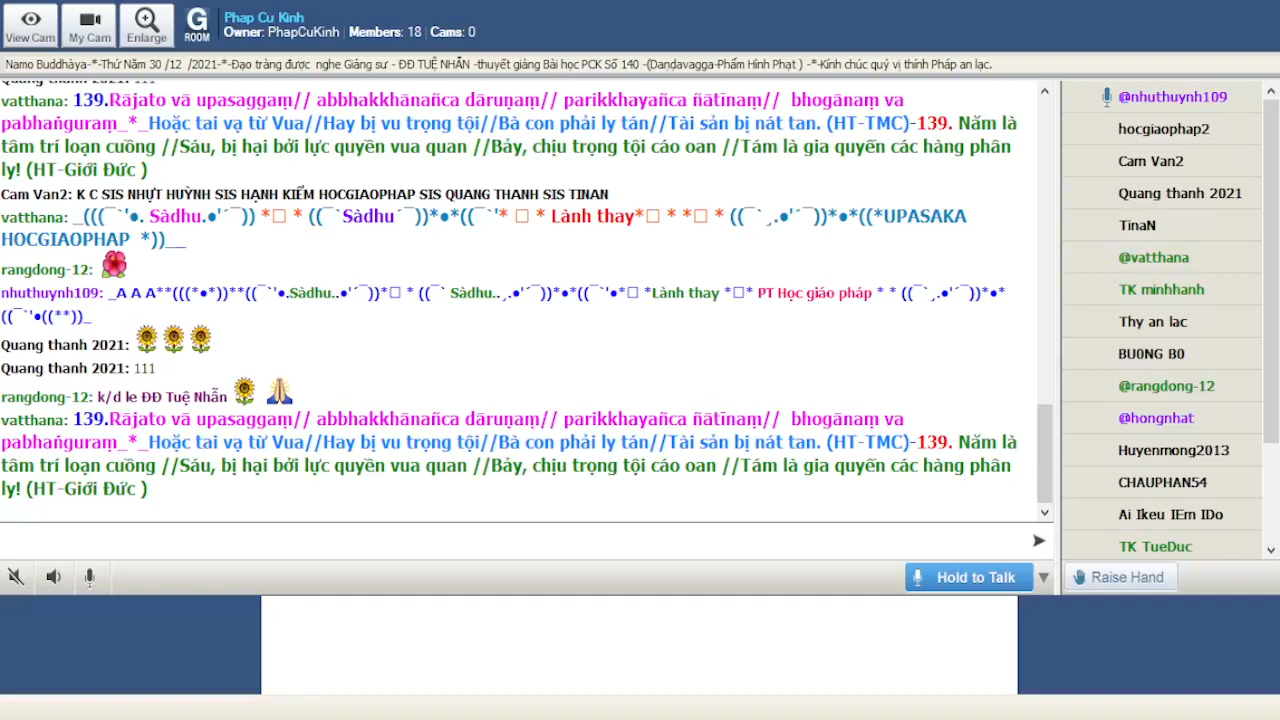 View Cam
My Cam
Enlarge
G
ROOM
Phap Cu Kinh
Owner: PhapCuKinh | Members: 18 | Cams: 0
Namo Buddhàya-*-Thứ Năm 30 /12 /2021-*-Đạo tràng được nghe Giảng sư - ĐĐ TUỆ NHẪN -thuyết giảng Bài học PCK Số 140 -(Daṇḍavagga-Phẩm Hình Phạt ) -*-Kính chúc quý vị thính Pháp an lạc.
Quang thanh 2021: 111
vatthana: 139.Rājato vā upasaggaṃ// abbhakkhānañca dāruṇaṃ// parikkhayañca ñātīnaṃ// bhogānaṃ va
pabhaṅguraṃ_*_Hoặc tai vạ từ Vua//Hay bị vu trọng tội//Bà con phải ly tán//Tài sản bị nát tan. (HT-TMC)-139. Năm là
tâm trí loạn cuồng //Sáu, bị hại bởi lực quyền vua quan //Bảy, chịu trọng tội cáo oan //Tám là gia quyến các hàng phân
ly! (HT-Giới Đức )
Cam Van2: K C SIS NHỰT HUỲNH SIS HẠNH KIỂM HOCGIAOPHAP SIS QUANG THANH SIS TINAN
vatthana: _(((¯`'•. Sàdhu.•'´¯)) *□ * ((¯`Sàdhu´¯))*•*((¯`'* □ * Lành thay*□ * *□ * ((¯`¸.•'´¯))*•*((*UPASAKA
HOCGIAOPHAP *))__
rangdong-12:
nhuthuynh109: _A A A**(((*•*))**((¯`'•.Sàdhu..•'´¯))*□ * ((¯` Sàdhu..¸.•'´¯))*•*((¯`'•*□ *Lành thay *□* PT Học giáo pháp * * ((¯`¸.•'´¯))*•*
((¯`'•((**))_
Quang thanh 2021:
Quang thanh 2021: 111
rangdong-12: k/d le ĐĐ Tuệ Nhẫn
vatthana: 139.Rājato vā upasaggaṃ// abbhakkhānañca dāruṇaṃ// parikkhayañca ñātīnaṃ// bhogānaṃ va
pabhaṅguraṃ_*_Hoặc tai vạ từ Vua//Hay bị vu trọng tội//Bà con phải ly tán//Tài sản bị nát tan. (HT-TMC)-139. Năm là
tâm trí loạn cuồng //Sáu, bị hại bởi lực quyền vua quan //Bảy, chịu trọng tội cáo oan //Tám là gia quyến các hàng phân
ly! (HT-Giới Đức )
Hold to Talk
@nhuthuynh109
hocgiaophap2
Cam Van2
Quang thanh 2021
TinaN
@vatthana
TK minhhanh
Thy an lac
BU0NG B0
@rangdong-12
@hongnhat
Huyenmong2013
CHAUPHAN54
Ai Ikeu IEm IDo
TK TueDuc
Raise Hand